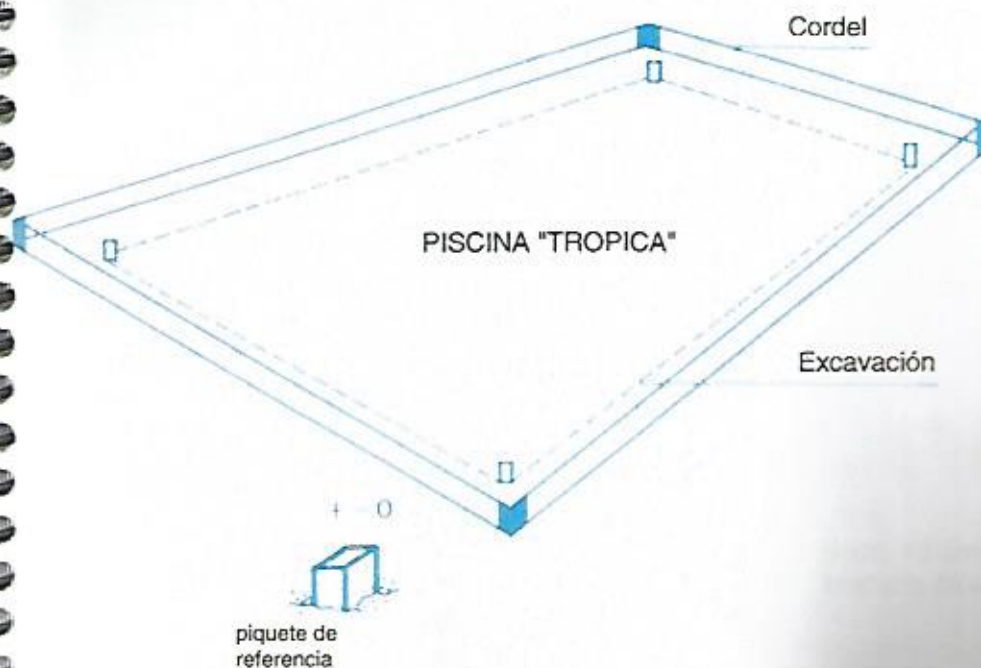 Cordel
PISCINA "TROPICA"
Excavación
+ 0
piquete de
referencia